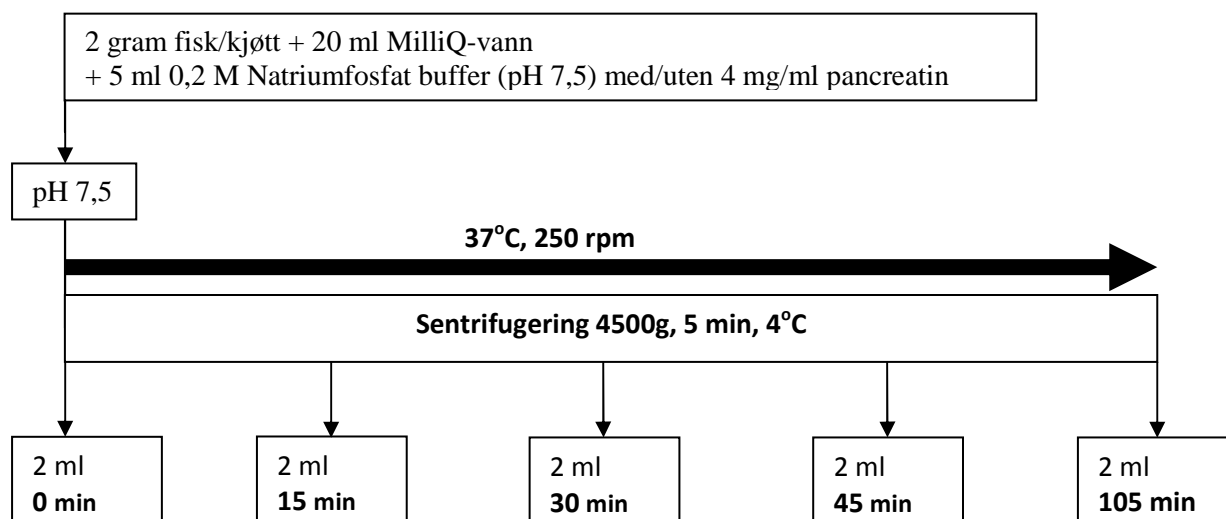 2 gram fisk/kjøtt + 20 ml MilliQ-vann
+ 5 ml 0,2 M Natriumfosfat buffer (pH 7,5) med/uten 4 mg/ml pancreatin
pH 7,5
37°C, 250 rpm
Sentrifugering 4500g, 5 min, 4°C
2 ml
0 min
2 ml
15 min
2 ml
30 min
2 ml
45 min
2 ml
105 min